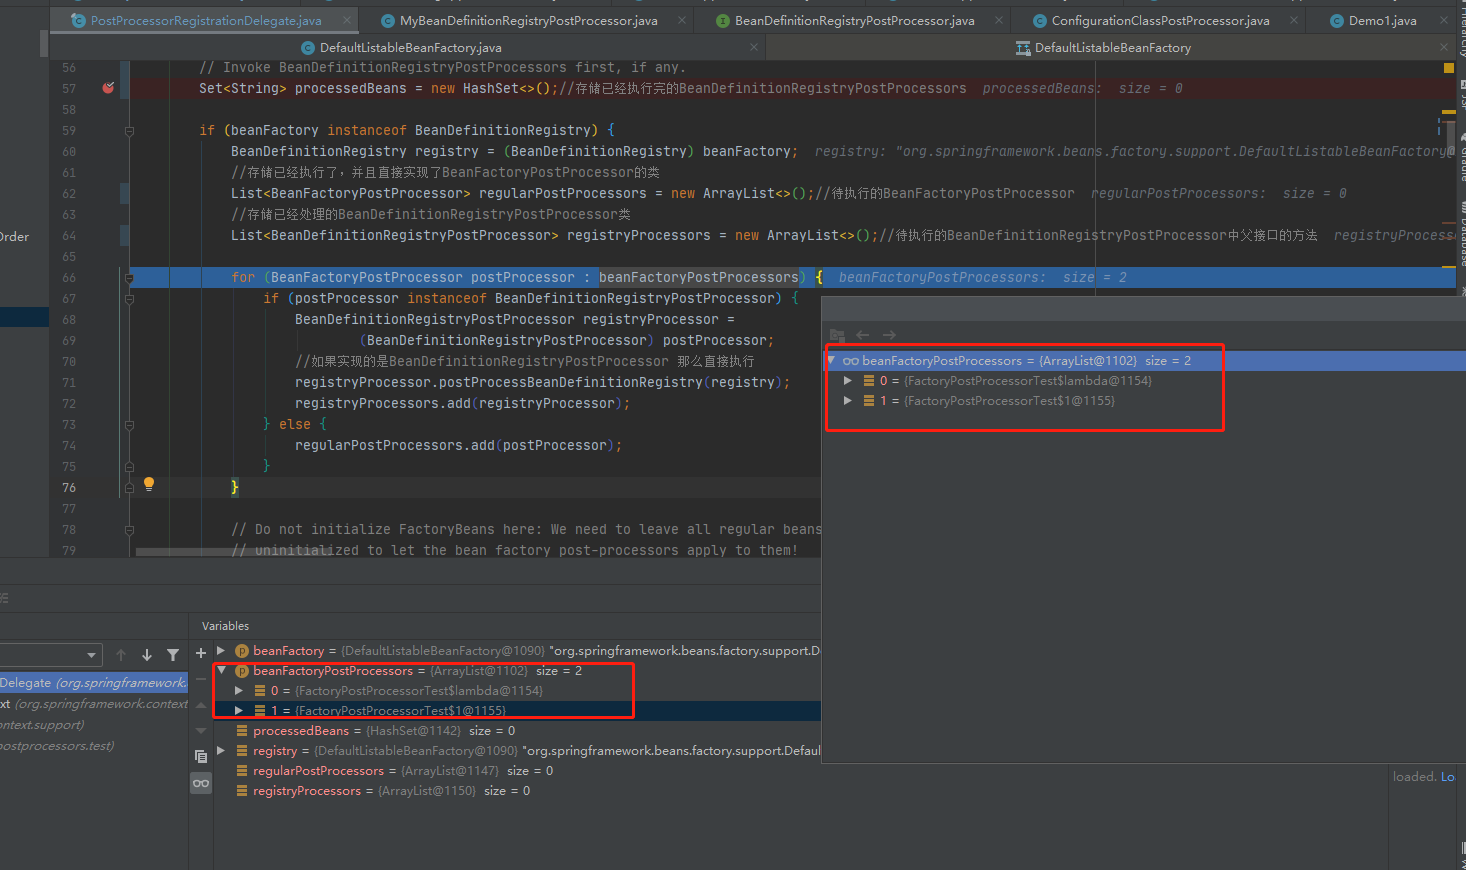 PostProcessorRegistrationDelegate.java
MyBeanDefinitionRegistryPostProcessor.java
BeanDefinitionRegistryPostProcessor.java
ConfigurationClassPostProcessor.java
Demo1.java
DefaultListableBeanFactory.java
DefaultListableBeanFactory
56 // Invoke BeanDefinitionRegistryPostProcessors first, if any.
57 Set<String> processedBeans = new HashSet<>();//存储已经执行完的BeanDefinitionRegistryPostProcessors processedBeans: size = 0
58
59 if (beanFactory instanceof BeanDefinitionRegistry) {
60 BeanDefinitionRegistry registry = (BeanDefinitionRegistry) beanFactory; registry: "org.springframework.beans.factory.support.DefaultListableBeanFactory@
61 //存储已经执行了，并且直接实现了BeanFactoryPostProcessor的类
62 List<BeanFactoryPostProcessor> regularPostProcessors = new ArrayList<>();//待执行的BeanFactoryPostProcessor regularPostProcessors: size = 0
63 //存储已经处理的BeanDefinitionRegistryPostProcessor类
64 List<BeanDefinitionRegistryPostProcessor> registryProcessors = new ArrayList<>();//待执行的BeanDefinitionRegistryPostProcessor中父接口的方法 registryProcess
65
66 for (BeanFactoryPostProcessor postProcessor : beanFactoryPostProcessors) { beanFactoryPostProcessors: size = 2
67 if (postProcessor instanceof BeanDefinitionRegistryPostProcessor) {
68 BeanDefinitionRegistryPostProcessor registryProcessor =
69 (BeanDefinitionRegistryPostProcessor) postProcessor;
70 //如果实现的是BeanDefinitionRegistryPostProcessor 那么直接执行
71 registryProcessor.postProcessBeanDefinitionRegistry(registry);
72 registryProcessors.add(registryProcessor);
73 } else {
74 regularPostProcessors.add(postProcessor);
75 }
76 }
77
78 // Do not initialize FactoryBeans here: We need to leave all regular beans
79 // uninitialized to let the bean factory post-processors apply to them!
Order
beanFactoryPostProcessors = {ArrayList@1102} size = 2
0 = {FactoryPostProcessorTest$lambda@1154}
1 = {FactoryPostProcessorTest$1@1155}
Database
Variables
beanFactory = {DefaultListableBeanFactory@1090} "org.springframework.beans.factory.support.D
beanFactoryPostProcessors = {ArrayList@1102} size = 2
0 = {FactoryPostProcessorTest$lambda@1154}
1 = {FactoryPostProcessorTest$1@1155}
processedBeans = {HashSet@1142} size = 0
registry = {DefaultListableBeanFactory@1090} "org.springframework.beans.factory.support.Defau
regularPostProcessors = {ArrayList@1147} size = 0
registryProcessors = {ArrayList@1150} size = 0
Delegate (org.springframework.
xt (org.springframework.context
ontext.support)
postprocessors.test)
loaded. Lo